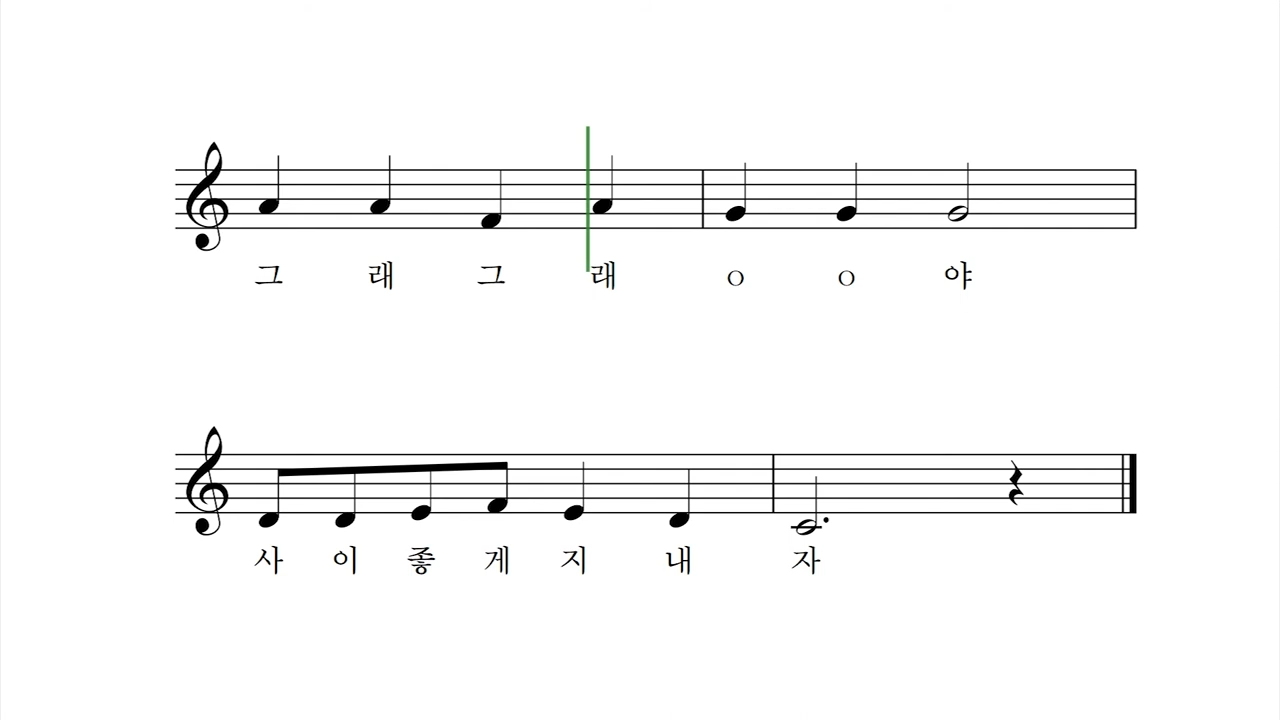 그 래 그 래 ○ ○ 야
사 이 좋 게 지 내 자